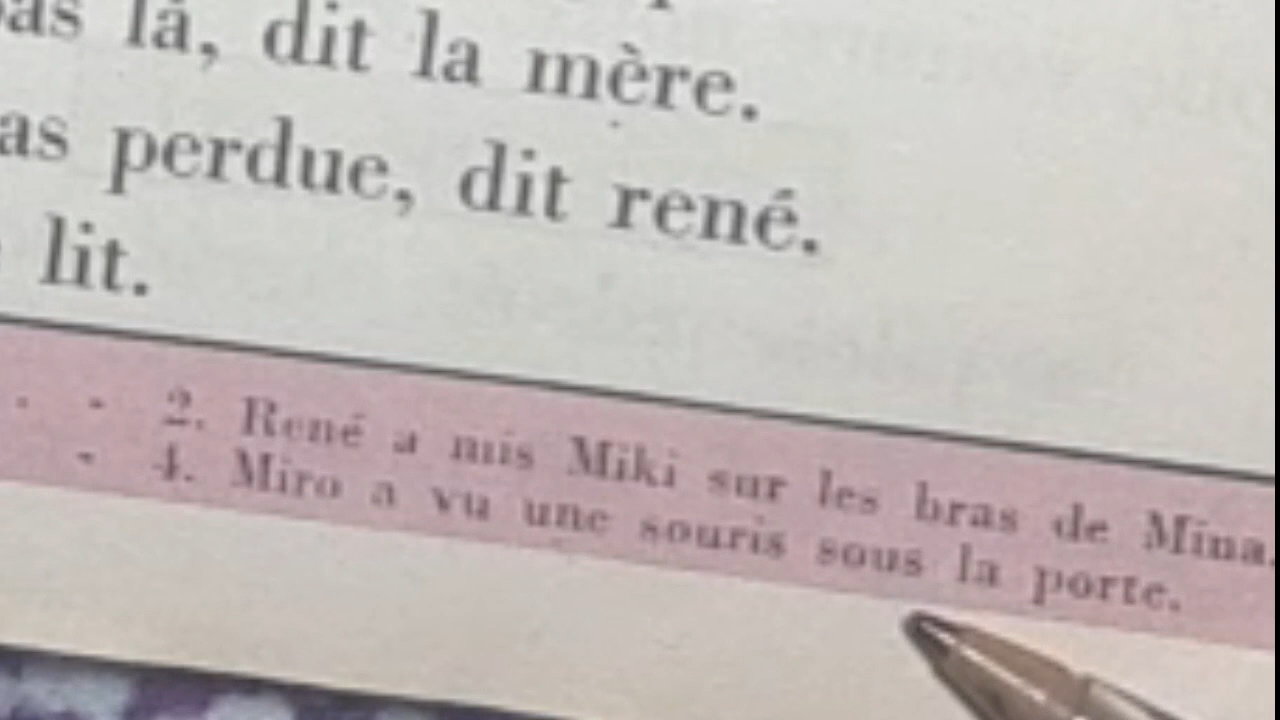 là, dit la mère.
perdue, dit rené.
lit.
2. René a mis Miki sur les bras de Mina.
4. Miro a vu une souris sous la porte.